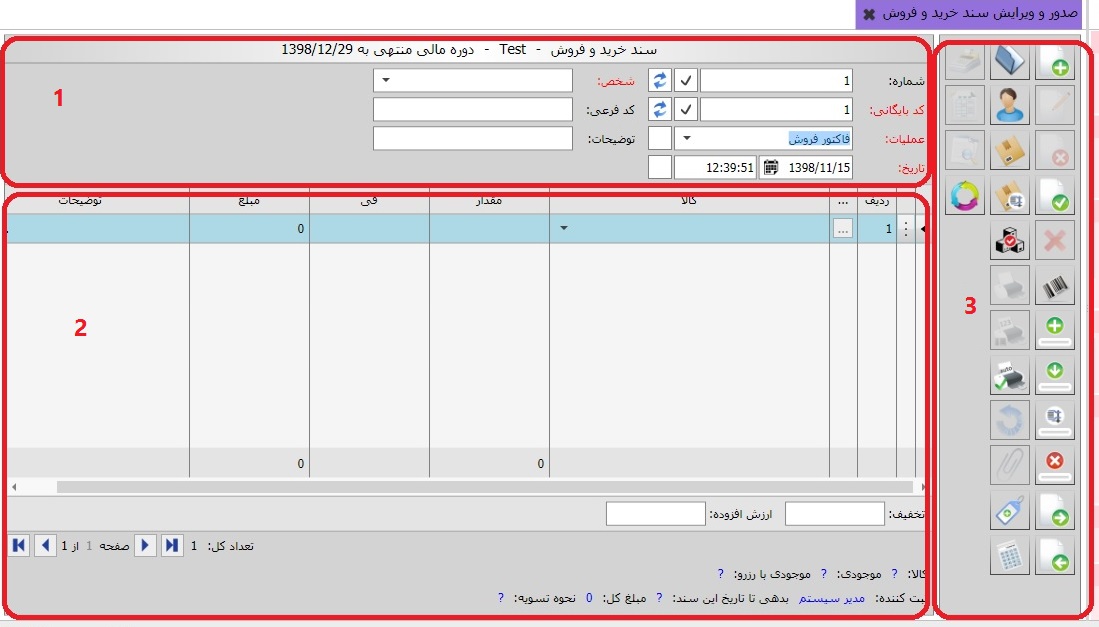 صدور و ویرایش سند خرید و فروش
سند خرید و فروش - Test - دوره مالی منتهی به 1398/12/29
شماره: 1 شخص:
کد بایگانی: 1 کد فرعی:
عملیات: فاکتور فروش توضیحات:
تاریخ: 1398/11/15 12:39:51
1
ردیف ... کالا مقدار فی مبلغ توضیحات
1 ... 0
2
3
0 0
تخفیف: ارزش افزوده:
تعداد کل: 1 صفحه 1 از 1
کالا: ? موجودی: ? موجودی با رزرو: ?
ثبت کننده: مدیر سیستم بدهی تا تاریخ این سند: ? مبلغ کل: 0 نحوه تسویه: ?